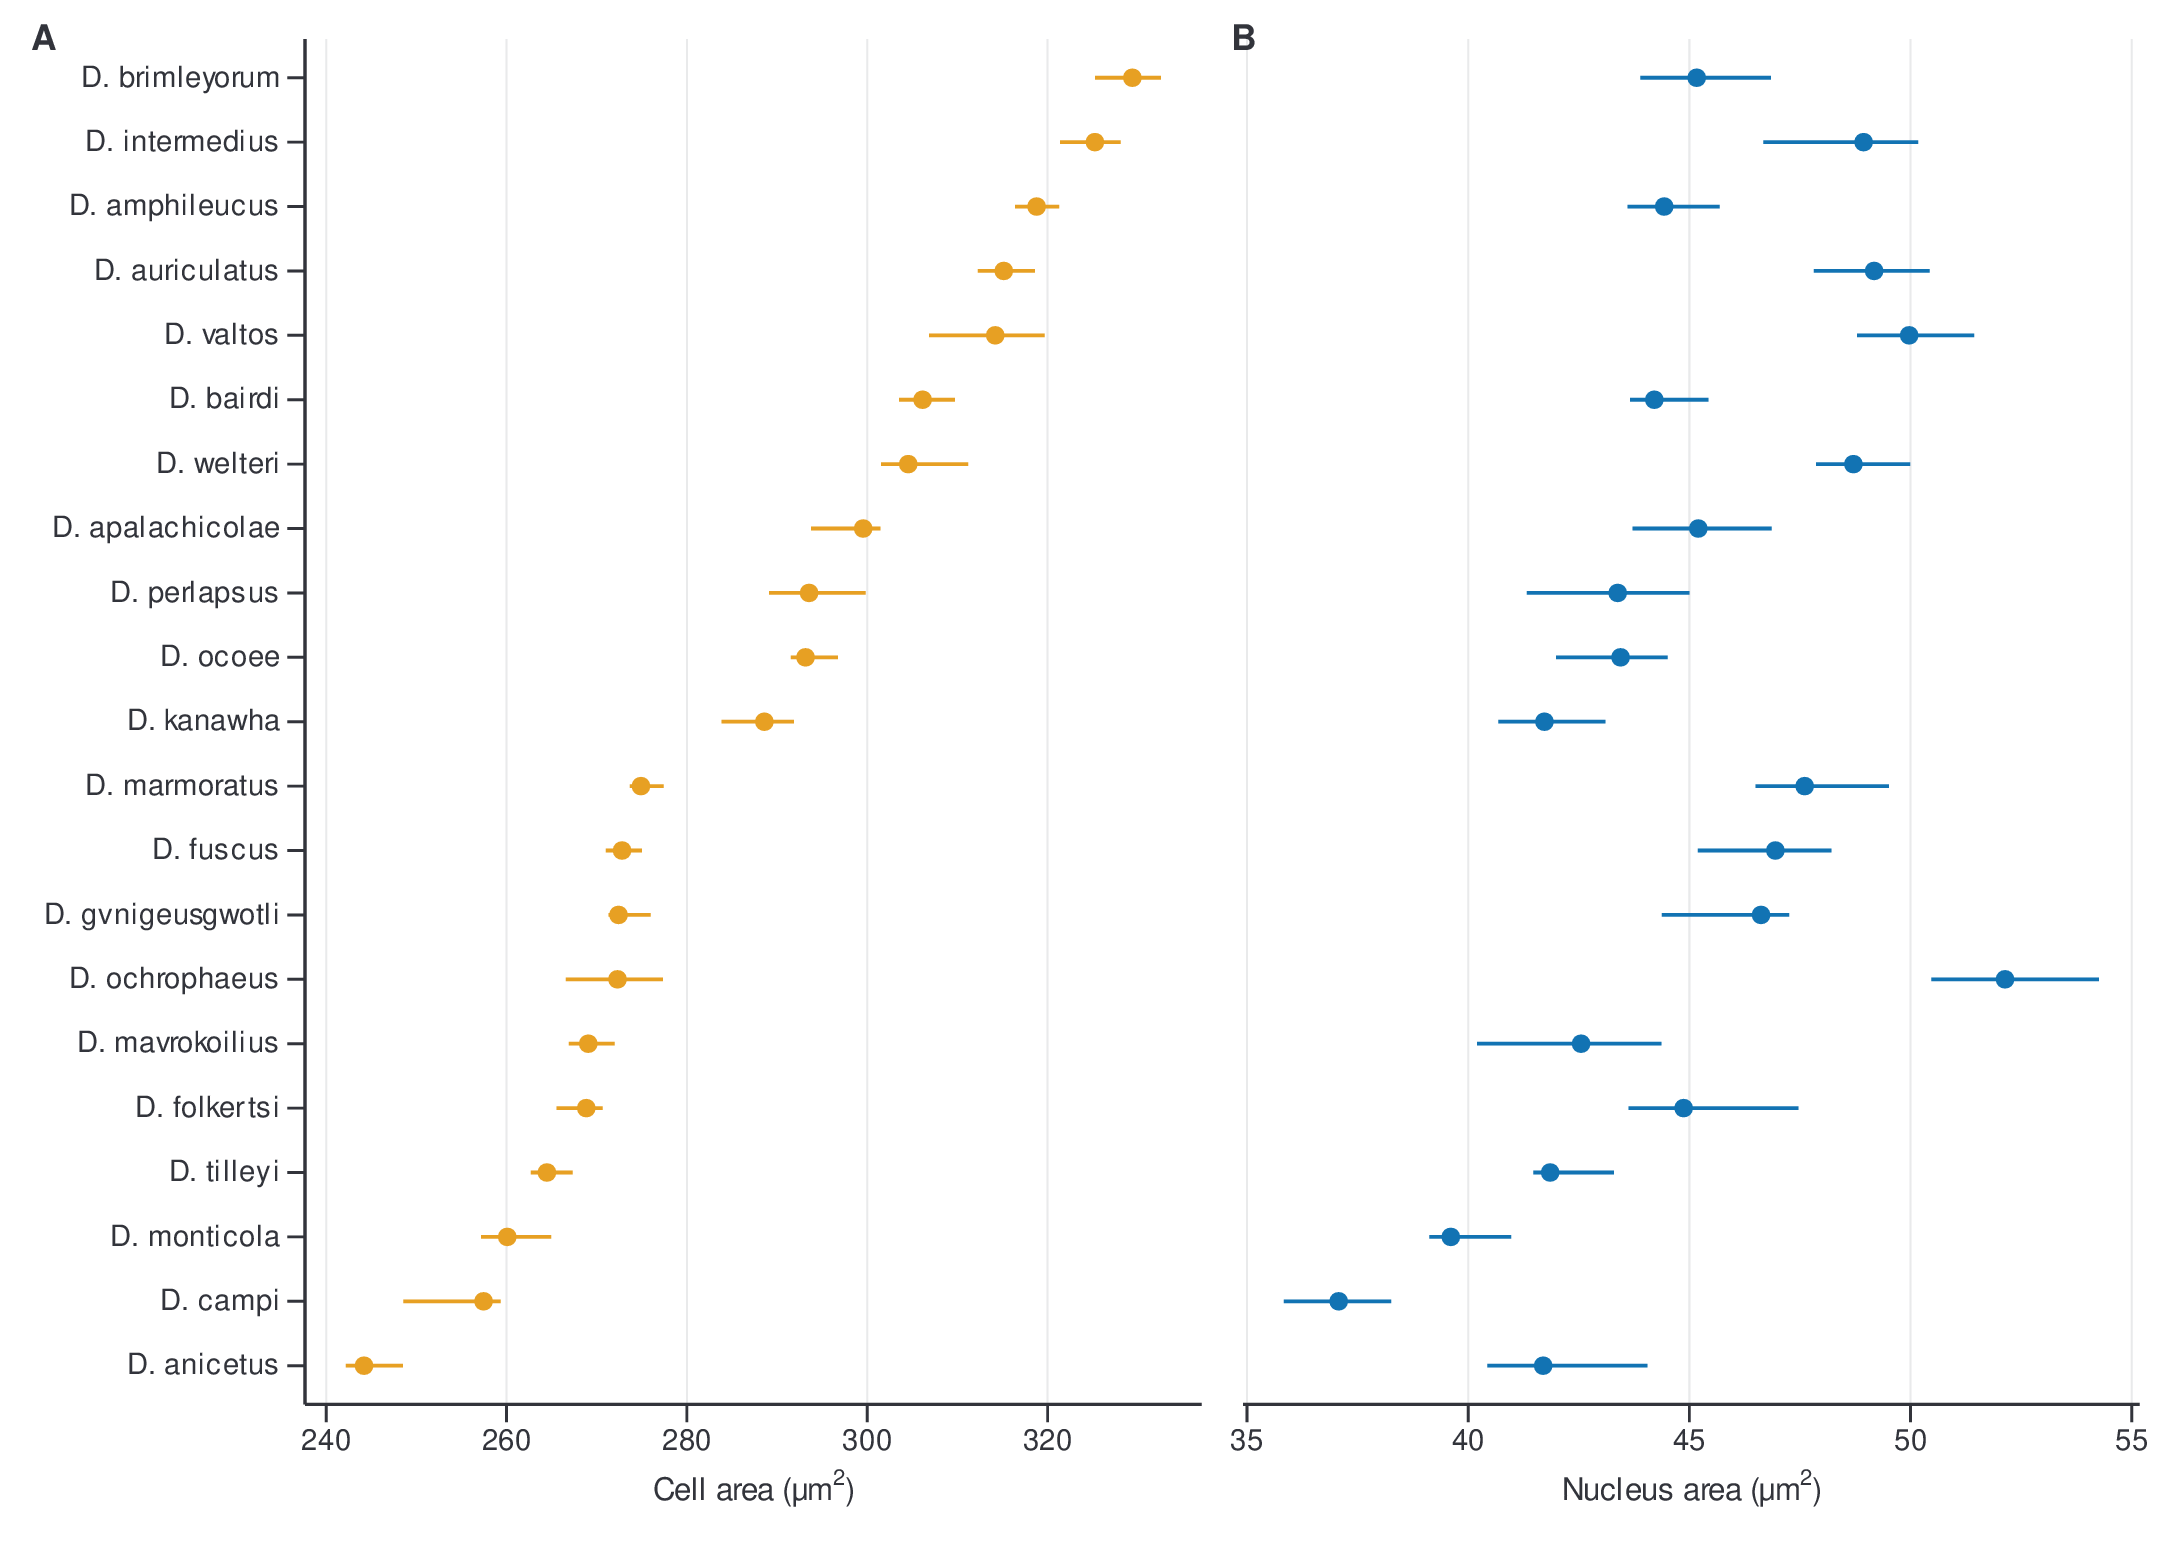 A
B
D. brimleyorum
D. intermedius
D. amphileucus
D. auriculatus
D. valtos
D. bairdi
D. welteri
D. apalachicolae
D. perlapsus
D. ocoee
D. kanawha
D. marmoratus
D. fuscus
D. gvnigeusgwotli
D. ochrophaeus
D. mavrokoilius
D. folkertsi
D. tilleyi
D. monticola
D. campi
D. anicetus
240 260 280 300 320
35 40 45 50 55
Cell area (µm²)
Nucleus area (µm²)